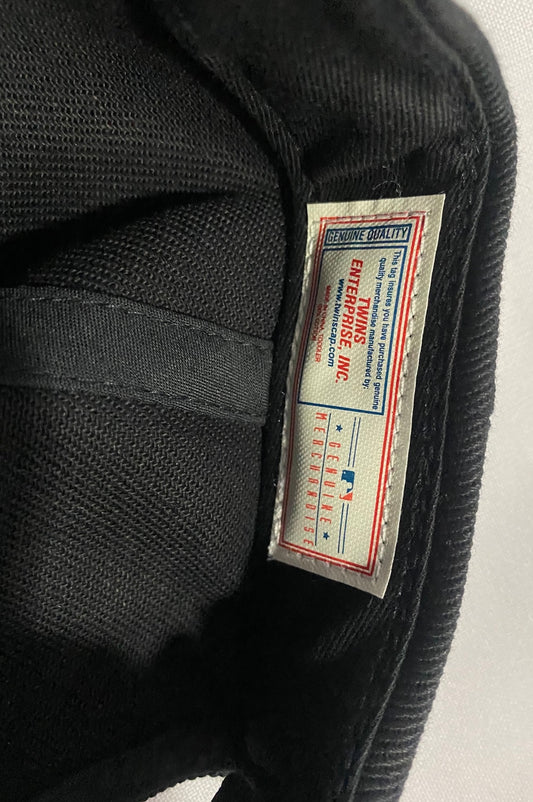 GENUINE QUALITY
This tag insures you have purchased genuine
quality merchandise manufactured by:
TWINS
ENTERPRISE, INC.
www.twinscap.com
GENUINE
MERCHANDISE